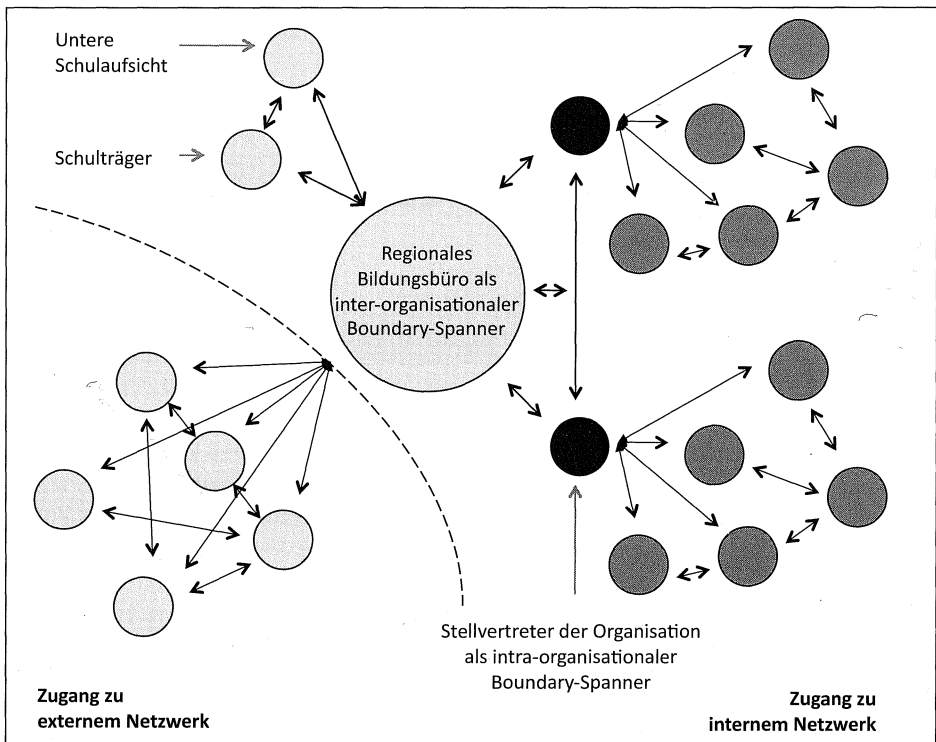 Untere
Schulaufsicht
Schulträger
Regionales
Bildungsbüro als
inter-organisationaler
Boundary-Spanner
Stellvertreter der Organisation
als intra-organisationaler
Boundary-Spanner
Zugang zu
externem Netzwerk
Zugang zu
internem Netzwerk